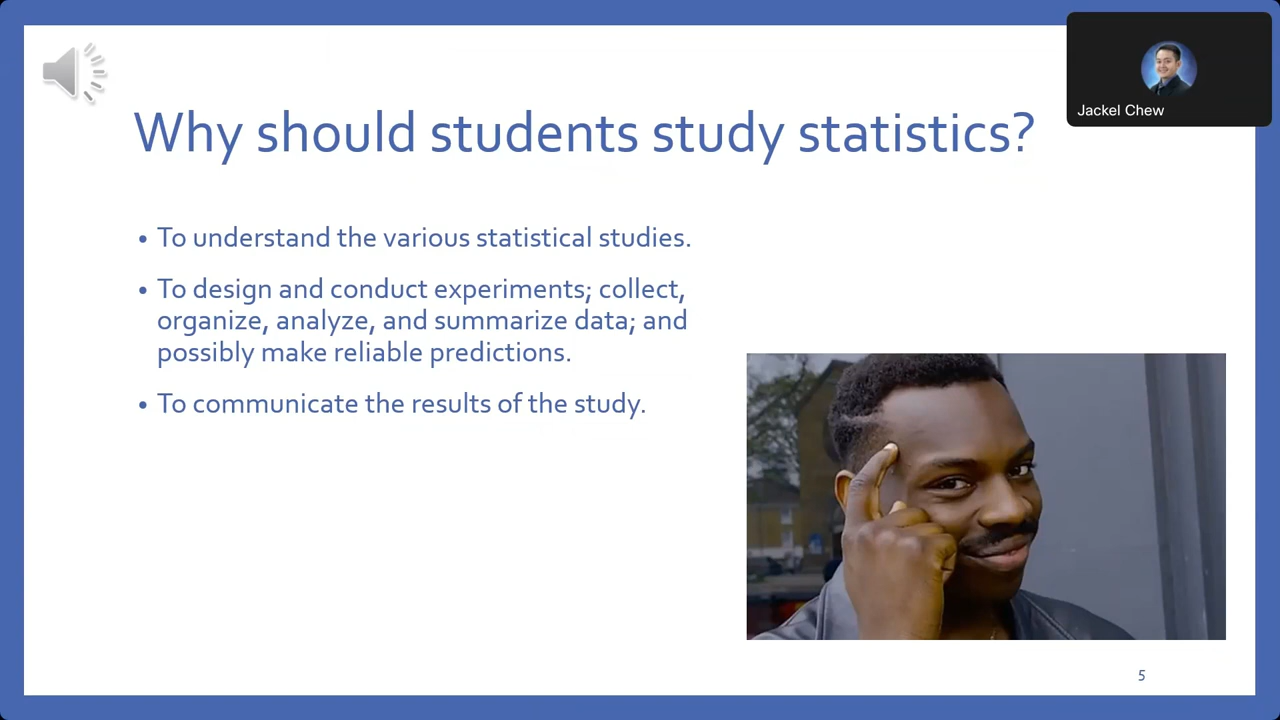 Jackel Chew
Why should students study statistics?
• To understand the various statistical studies.
• To design and conduct experiments; collect,
organize, analyze, and summarize data; and
possibly make reliable predictions.
• To communicate the results of the study.
5